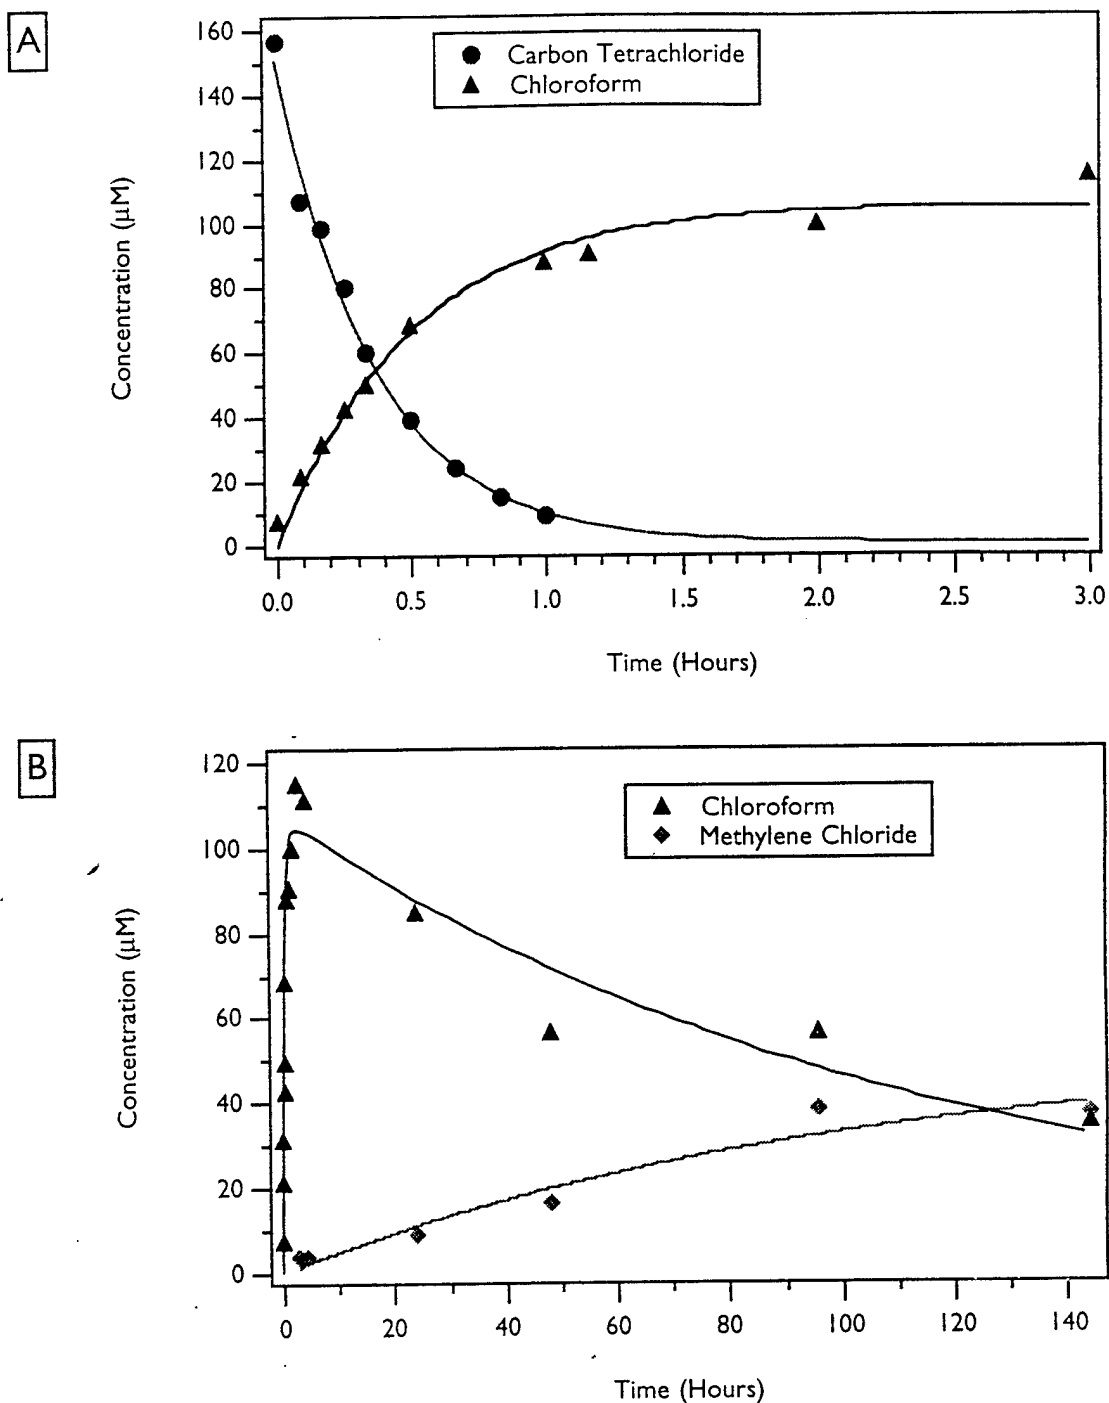 A
160
140
120
100
80
60
40
20
0
Concentration (μM)
Carbon Tetrachloride
Chloroform
0.0 0.5 1.0 1.5 2.0 2.5 3.0
Time (Hours)
B
120
100
80
60
40
20
0
Concentration (μM)
Chloroform
Methylene Chloride
0 20 40 60 80 100 120 140
Time (Hours)